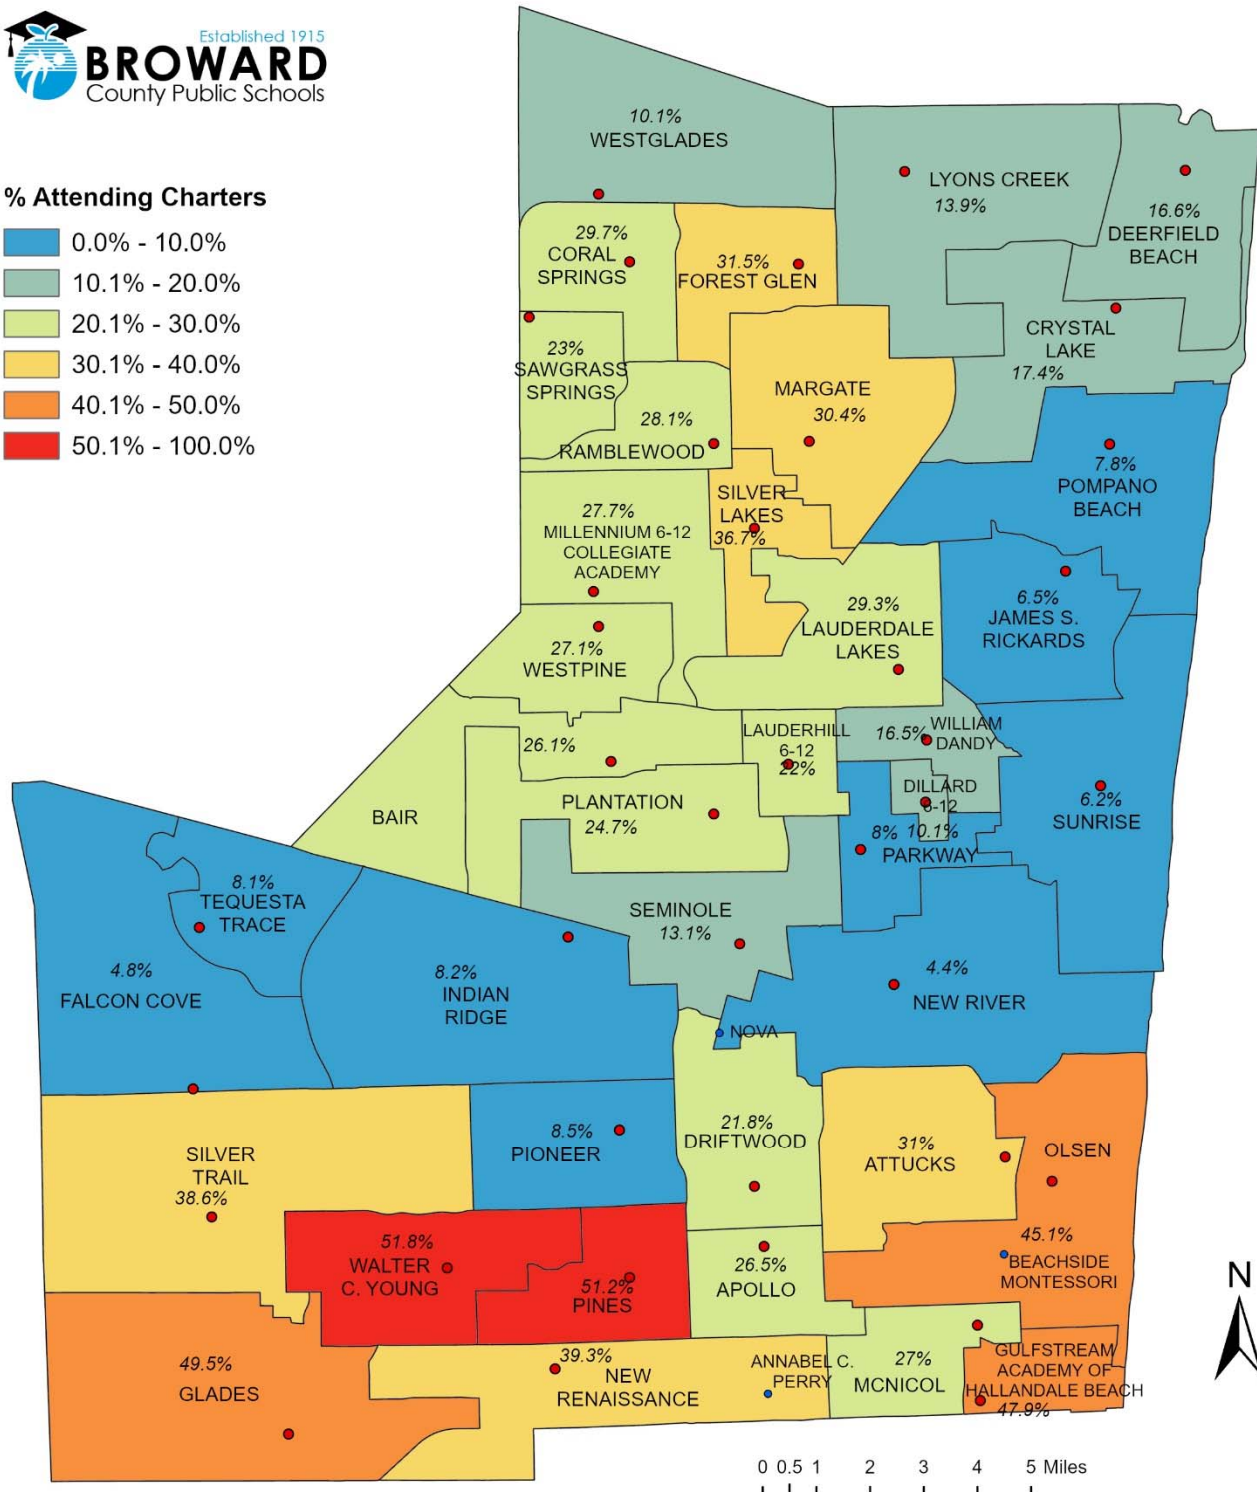 Established 1915
BROWARD
County Public Schools
% Attending Charters
0.0% - 10.0%
10.1% - 20.0%
20.1% - 30.0%
30.1% - 40.0%
40.1% - 50.0%
50.1% - 100.0%
10.1%
WESTGLADES
LYONS CREEK
13.9%
16.6%
DEERFIELD
BEACH
29.7%
CORAL
SPRINGS
31.5%
FOREST GLEN
CRYSTAL
LAKE
17.4%
23%
SAWGRASS
SPRINGS
MARGATE
30.4%
28.1%
RAMBLEWOOD
7.8%
POMPANO
BEACH
SILVER
LAKES
36.7%
27.7%
MILLENNIUM 6-12
COLLEGIATE
ACADEMY
6.5%
JAMES S.
RICKARDS
29.3%
LAUDERDALE
LAKES
27.1%
WESTPINE
26.1%
BAIR
LAUDERHILL
6-12
22%
16.5%
WILLIAM
DANDY
PLANTATION
24.7%
DILLARD
6-12
10.1%
8%
PARKWAY
6.2%
SUNRISE
8.1%
TEQUESTA
TRACE
SEMINOLE
13.1%
4.8%
FALCON COVE
8.2%
INDIAN
RIDGE
4.4%
NEW RIVER
NOVA
SILVER
TRAIL
38.6%
8.5%
PIONEER
21.8%
DRIFTWOOD
31%
ATTUCKS
OLSEN
45.1%
BEACHSIDE
MONTESSORI
51.8%
WALTER
C. YOUNG
51.2%
PINES
26.5%
APOLLO
N
49.5%
GLADES
39.3%
NEW
RENAISSANCE
ANNABEL C.
PERRY
27%
MCNICOL
GULFSTREAM
ACADEMY OF
HALLANDALE BEACH
47.9%
0 0.5 1 2 3 4 5 Miles